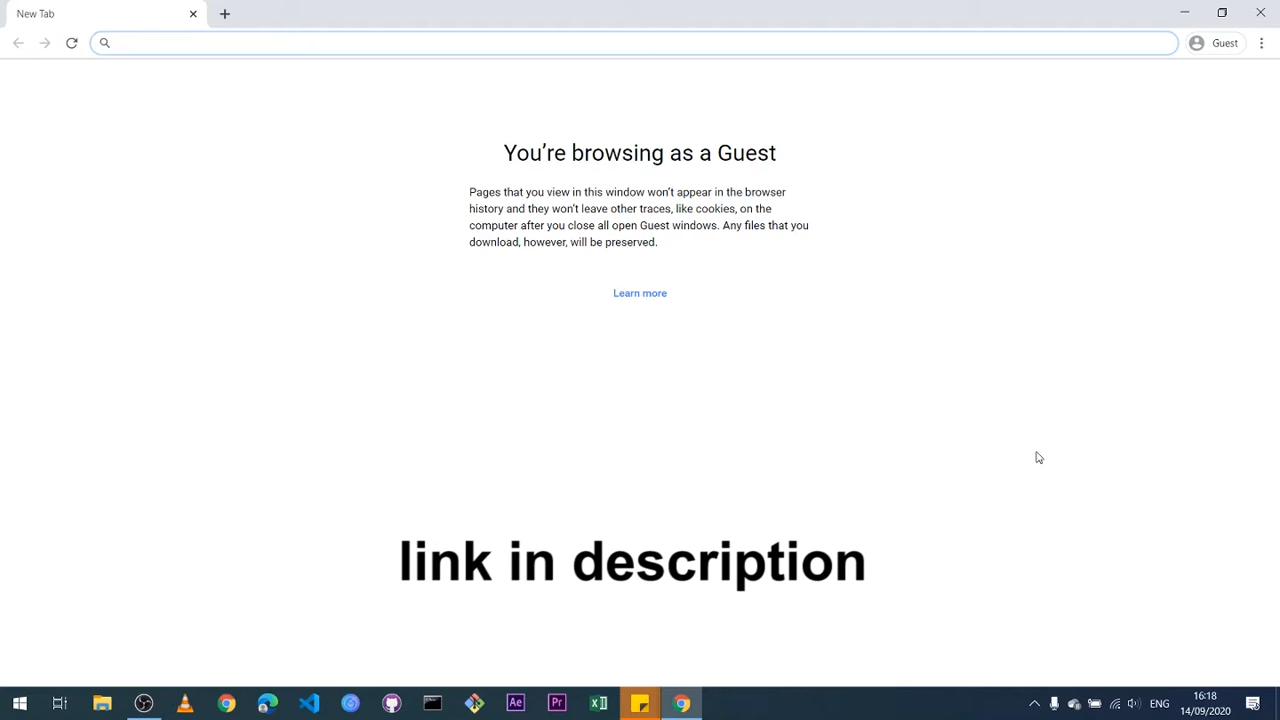 New Tab
Guest
You’re browsing as a Guest
Pages that you view in this window won’t appear in the browser
history and they won’t leave other traces, like cookies, on the
computer after you close all open Guest windows. Any files that you
download, however, will be preserved.
Learn more
link in description
Ae
Pr
ENG
16:18
14/09/2020